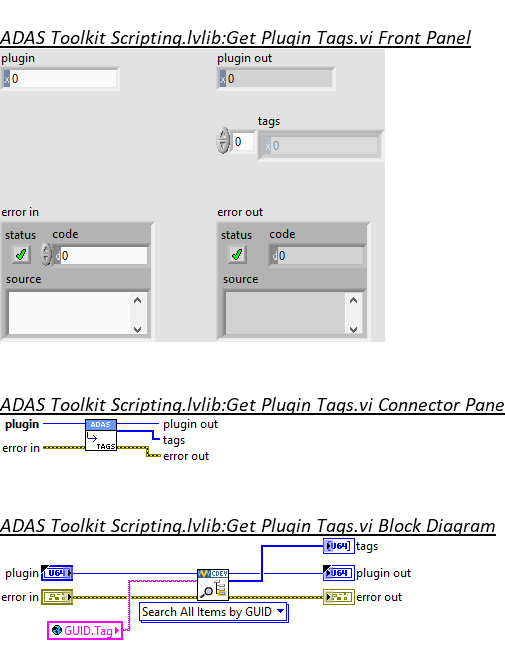 ADAS Toolkit Scripting.lvlib:Get Plugin Tags.vi Front Panel
plugin
plugin out
x 0
x 0
tags
0
x 0
error in
error out
status code
status code
d 0
d 0
source
source
ADAS Toolkit Scripting.lvlib:Get Plugin Tags.vi Connector Pane
plugin
ADAS
plugin out
tags
error in
TAGS
error out
ADAS Toolkit Scripting.lvlib:Get Plugin Tags.vi Block Diagram
U64
tags
plugin
U64
CDEV
U64
plugin out
error in
error out
Search All Items by GUID
GUID.Tag